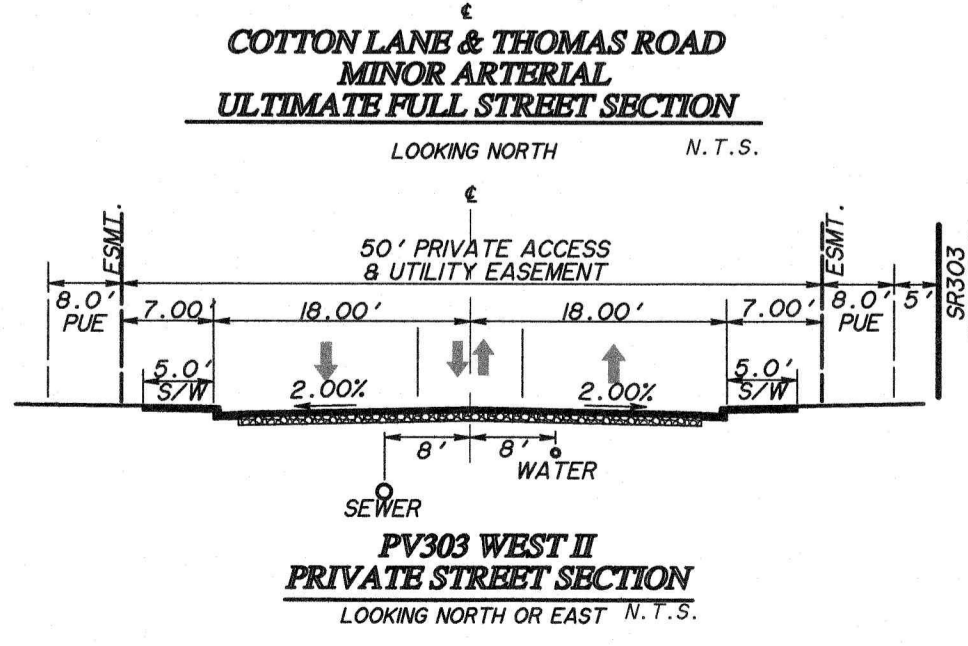 ℄
COTTON LANE & THOMAS ROAD
MINOR ARTERIAL
ULTIMATE FULL STREET SECTION
LOOKING NORTH N.T.S.
℄
ESMT.
50' PRIVATE ACCESS
& UTILITY EASEMENT
ESMT.
SR303
8.0'
PUE
7.00'
18.00'
18.00'
7.00'
8.0'
PUE
5'
5.0'
S/W
2.00%
2.00%
5.0'
S/W
8'
8'
WATER
SEWER
PV303 WEST II
PRIVATE STREET SECTION
LOOKING NORTH OR EAST N.T.S.